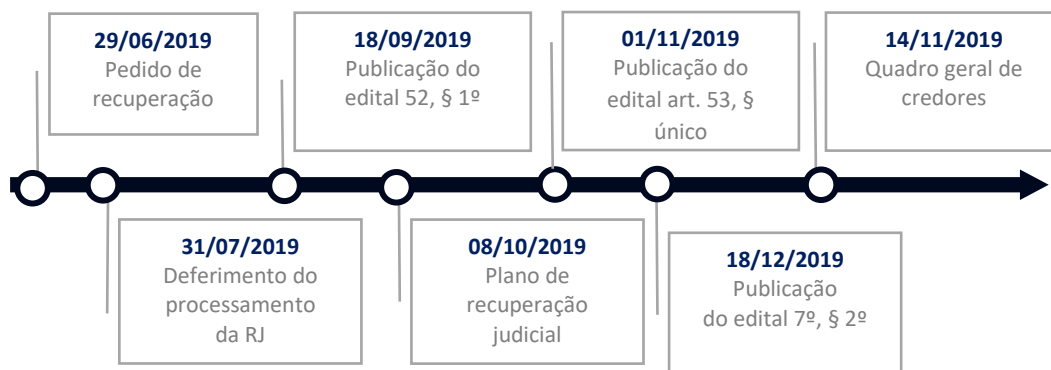 29/06/2019
Pedido de
recuperação
18/09/2019
Publicação do
edital 52, § 1º
01/11/2019
Publicação do
edital art. 53, §
único
14/11/2019
Quadro geral de
credores
31/07/2019
Deferimento do
processamento
da RJ
08/10/2019
Plano de
recuperação
judicial
18/12/2019
Publicação
do edital 7º, § 2º